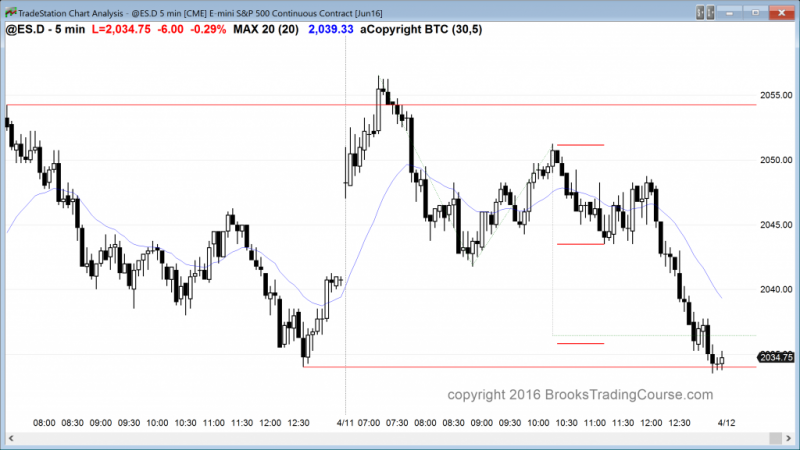 TradeStation Chart Analysis - @ES.D 5 min [CME] E-mini S&P 500 Continuous Contract [Jun16]
@ES.D - 5 min L=2,034.75 -6.00 -0.29% MAX 20 (20) 2,039.33 aCopyright BTC (30,5)
2055.00
2050.00
2045.00
2040.00
2034.75
copyright 2016 BrooksTradingCourse.com
08:00 08:30 09:00 09:30 10:00 10:30 11:00 11:30 12:00 12:30 4/11 07:00 07:30 08:00 08:30 09:00 09:30 10:00 10:30 11:00 11:30 12:00 12:30 4/12